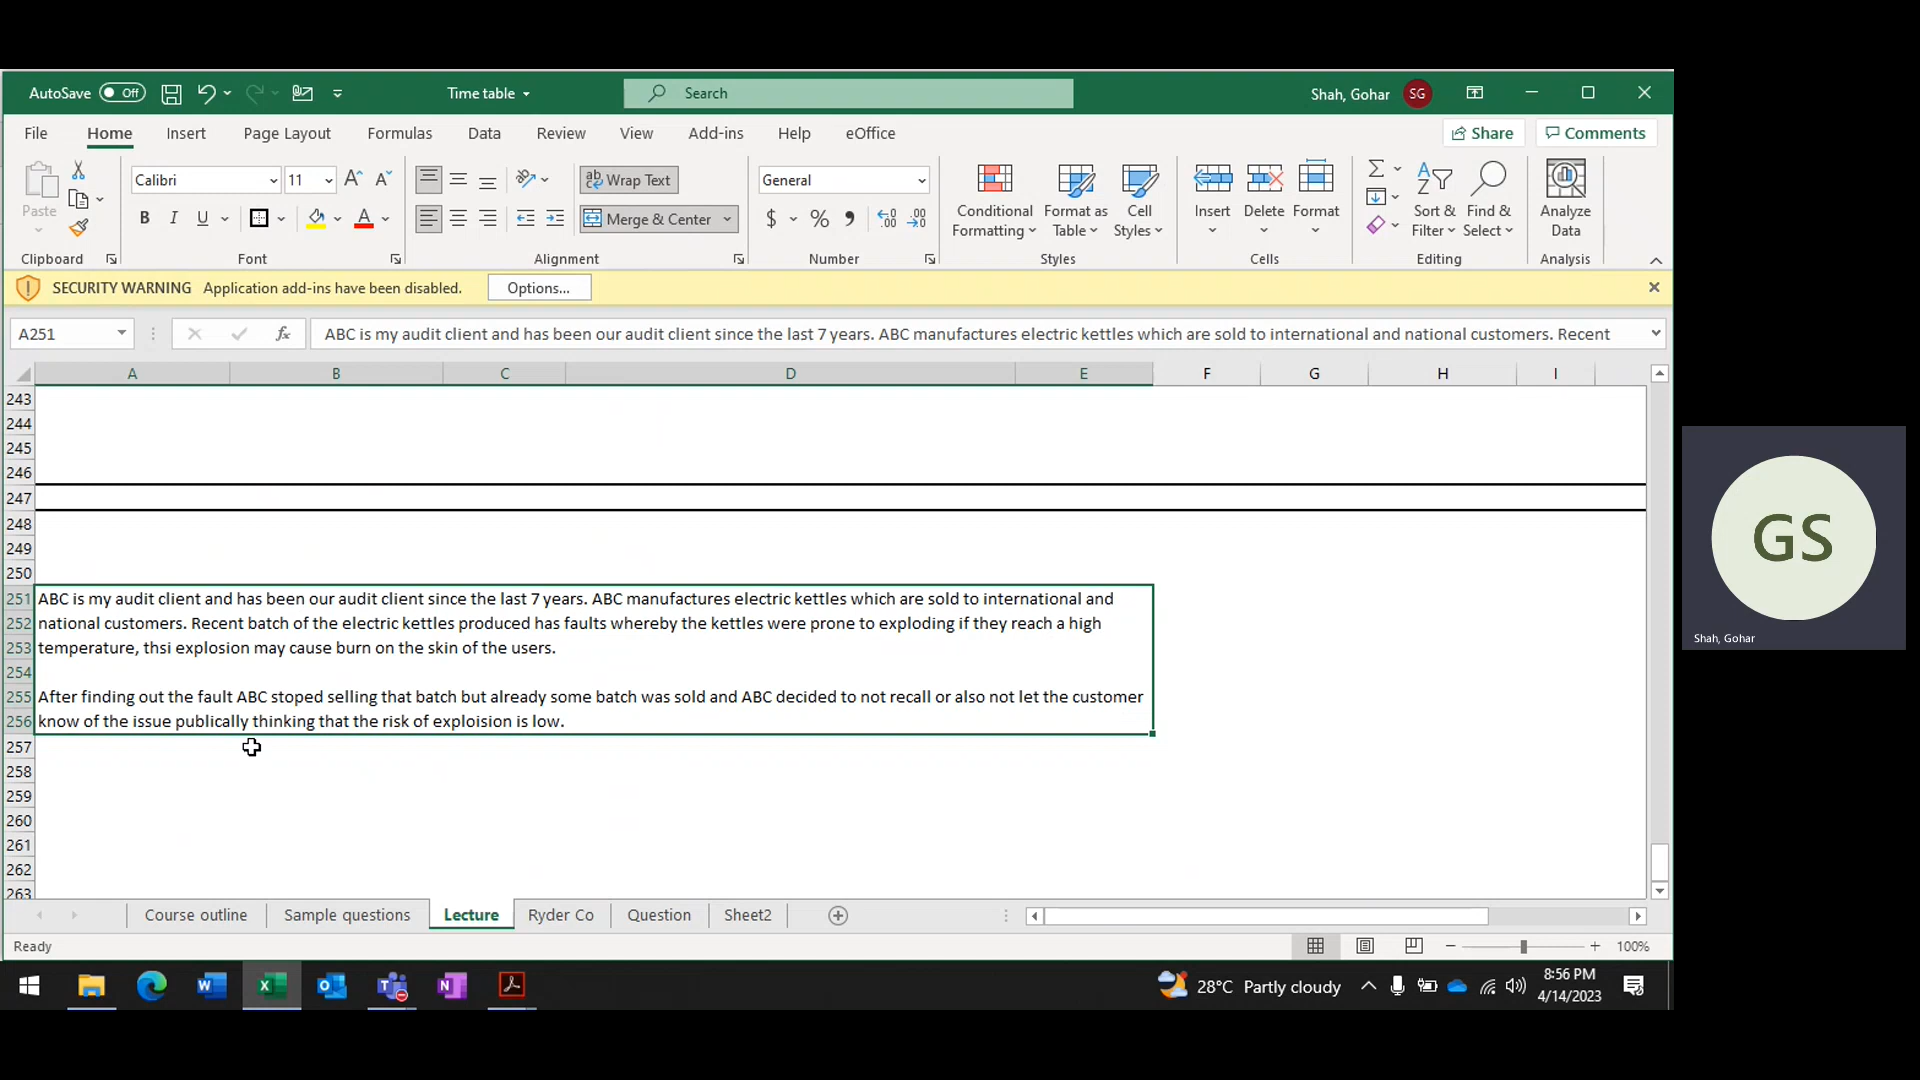 AutoSave Off Time table Search Shah, Gohar SG
File Home Insert Page Layout Formulas Data Review View Add-ins Help eOffice Share Comments
Paste Calibri 11 Wrap Text General Conditional Formatting Format as Table Cell Styles Insert Delete Format Sort & Filter Find & Select Analyze Data
B I U A Merge & Center $ % , 
Clipboard Font Alignment Number Styles Cells Editing Analysis
SECURITY WARNING Application add-ins have been disabled. Options...
A251 fx ABC is my audit client and has been our audit client since the last 7 years. ABC manufactures electric kettles which are sold to international and national customers. Recent
A B C D E F G H I
243
244
245
246
247
248
249
250
251 ABC is my audit client and has been our audit client since the last 7 years. ABC manufactures electric kettles which are sold to international and
252 national customers. Recent batch of the electric kettles produced has faults whereby the kettles were prone to exploding if they reach a high
253 temperature, thsi explosion may cause burn on the skin of the users.
254
255 After finding out the fault ABC stoped selling that batch but already some batch was sold and ABC decided to not recall or also not let the customer
256 know of the issue publically thinking that the risk of exploision is low.
257
258
259
260
261
262
263
GS
Shah, Gohar
Course outline Sample questions Lecture Ryder Co Question Sheet2
Ready 100%
28°C Partly cloudy 8:56 PM
4/14/2023